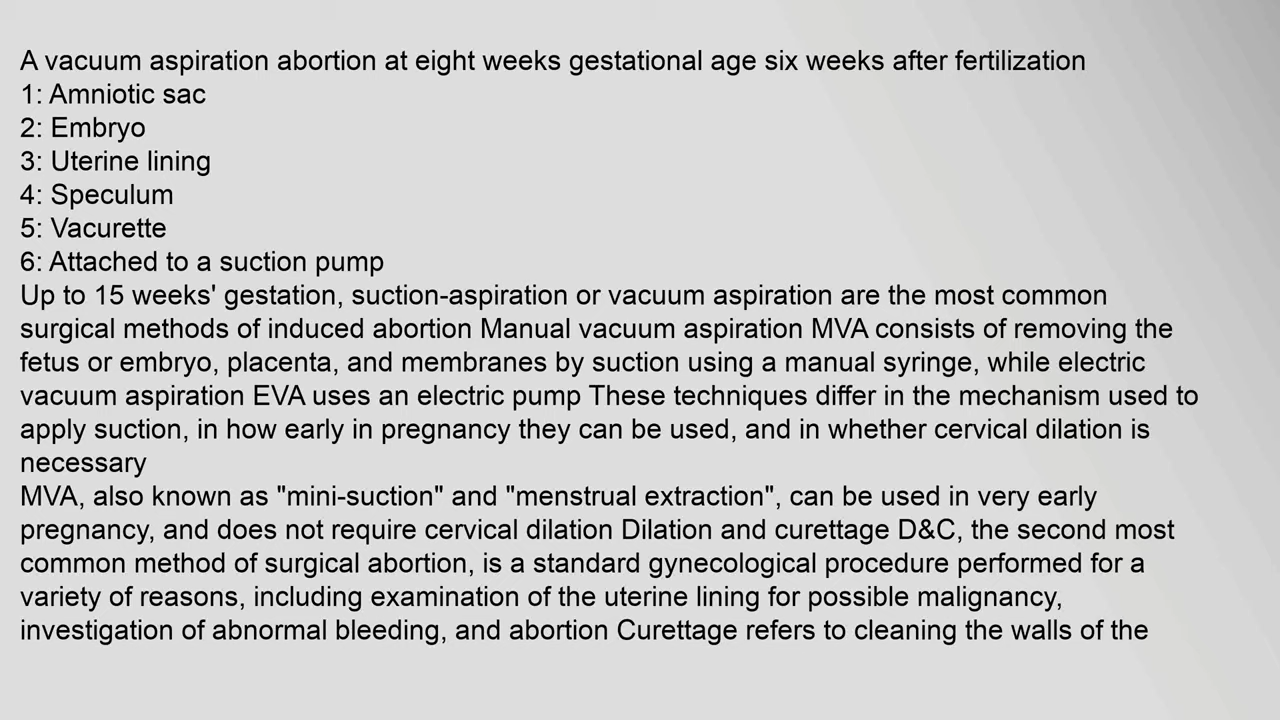 A vacuum aspiration abortion at eight weeks gestational age six weeks after fertilization
1: Amniotic sac
2: Embryo
3: Uterine lining
4: Speculum
5: Vacurette
6: Attached to a suction pump
Up to 15 weeks' gestation, suction-aspiration or vacuum aspiration are the most common
surgical methods of induced abortion Manual vacuum aspiration MVA consists of removing the
fetus or embryo, placenta, and membranes by suction using a manual syringe, while electric
vacuum aspiration EVA uses an electric pump These techniques differ in the mechanism used to
apply suction, in how early in pregnancy they can be used, and in whether cervical dilation is
necessary
MVA, also known as "mini-suction" and "menstrual extraction", can be used in very early
pregnancy, and does not require cervical dilation Dilation and curettage D&C, the second most
common method of surgical abortion, is a standard gynecological procedure performed for a
variety of reasons, including examination of the uterine lining for possible malignancy,
investigation of abnormal bleeding, and abortion Curettage refers to cleaning the walls of the